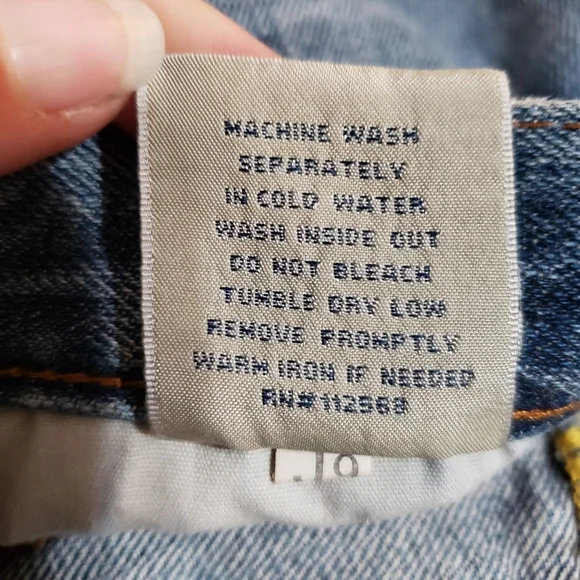 MACHINE WASH
SEPARATELY
IN COLD WATER
WASH INSIDE OUT
DO NOT BLEACH
TUMBLE DRY LOW
REMOVE PROMPTLY
WARM IRON IF NEEDED
RN#112969